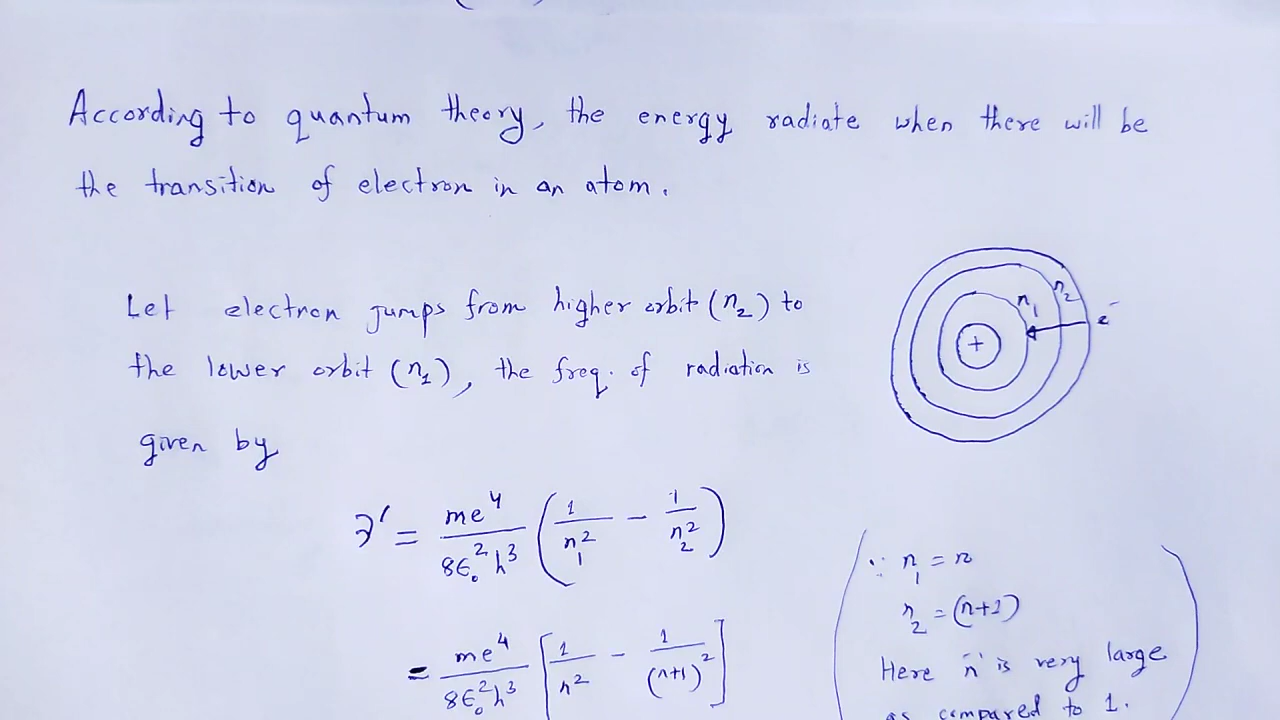 According to quantum theory, the energy radiate when there will be
the transition of electron in an atom.
Let electron jumps from higher orbit (n₂) to
the lower orbit (n₁), the freq. of radiation is
given by
n₁ n₂ e⁻
+
ν' = me⁴/8ϵ₀²h³ (1/n₁² - 1/n₂²)
= me⁴/8ϵ₀²h³ [1/n² - 1/(n+1)²]
∵ n₁ = n
n₂ = (n+1)
Here 'n' is very large
as compared to 1.